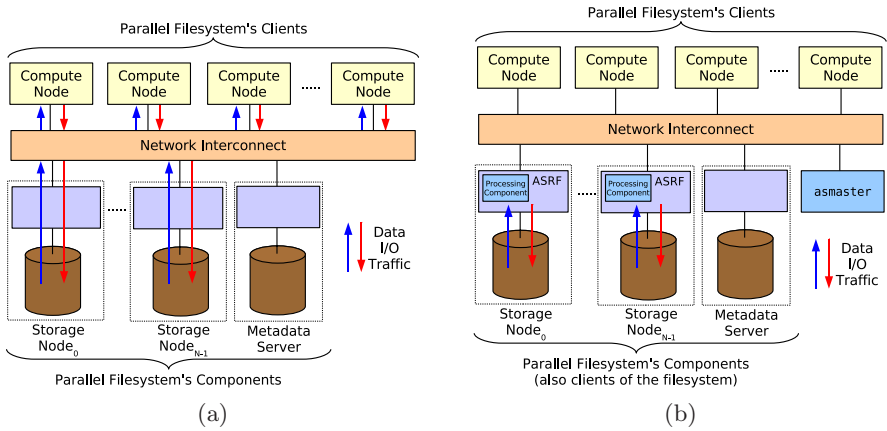 Parallel Filesystem's Clients
Compute
Node
Compute
Node
Compute
Node
.....
Compute
Node
Network Interconnect
.....
Data
I/O
Traffic
Storage
Node0
Storage
NodeN-1
Metadata
Server
Parallel Filesystem's Components
(a)
Parallel Filesystem's Clients
Compute
Node
Compute
Node
Compute
Node
.....
Compute
Node
Network Interconnect
Processing
Component
ASRF
.....
Processing
Component
ASRF
asmaster
Data
I/O
Traffic
Storage
Node0
Storage
NodeN-1
Metadata
Server
Parallel Filesystem's Components
(also clients of the filesystem)
(b)